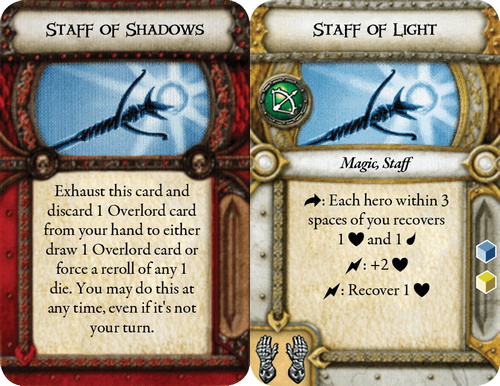 STAFF OF SHADOWS
Exhaust this card and
discard 1 Overlord card
from your hand to either
draw 1 Overlord card or
force a reroll of any 1
die. You may do this at
any time, even if it's not
your turn.
STAFF OF LIGHT
Magic, Staff
: Each hero within 3
spaces of you recovers
1 and 1
: +2
: Recover 1